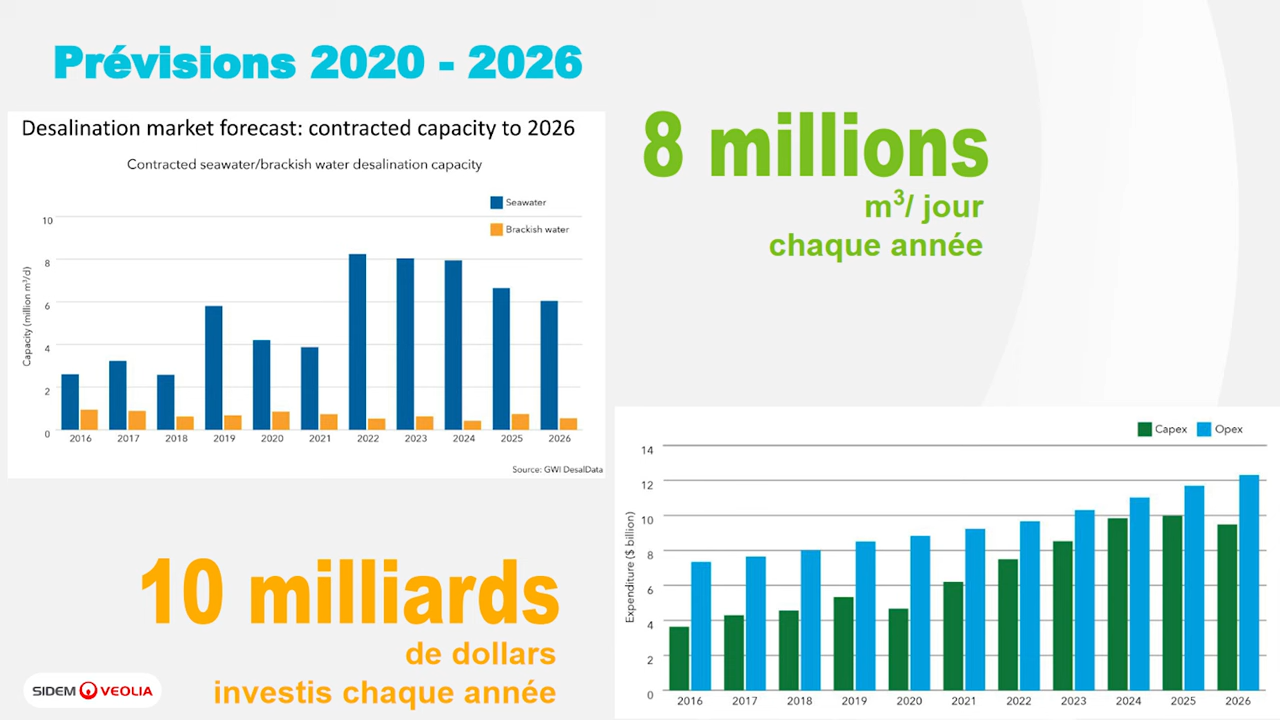 Prévisions 2020 - 2026
Desalination market forecast: contracted capacity to 2026
Contracted seawater/brackish water desalination capacity
Seawater
Brackish water
Capacity (million m³/d)
10
8
6
4
2
0
2016 2017 2018 2019 2020 2021 2022 2023 2024 2025 2026
Source: GWI DesalData
8 millions
m³/ jour
chaque année
10 milliards
de dollars
investis chaque année
SIDEM VEOLIA
Capex Opex
Expenditure ($ billion)
14
12
10
8
6
4
2
0
2016 2017 2018 2019 2020 2021 2022 2023 2024 2025 2026